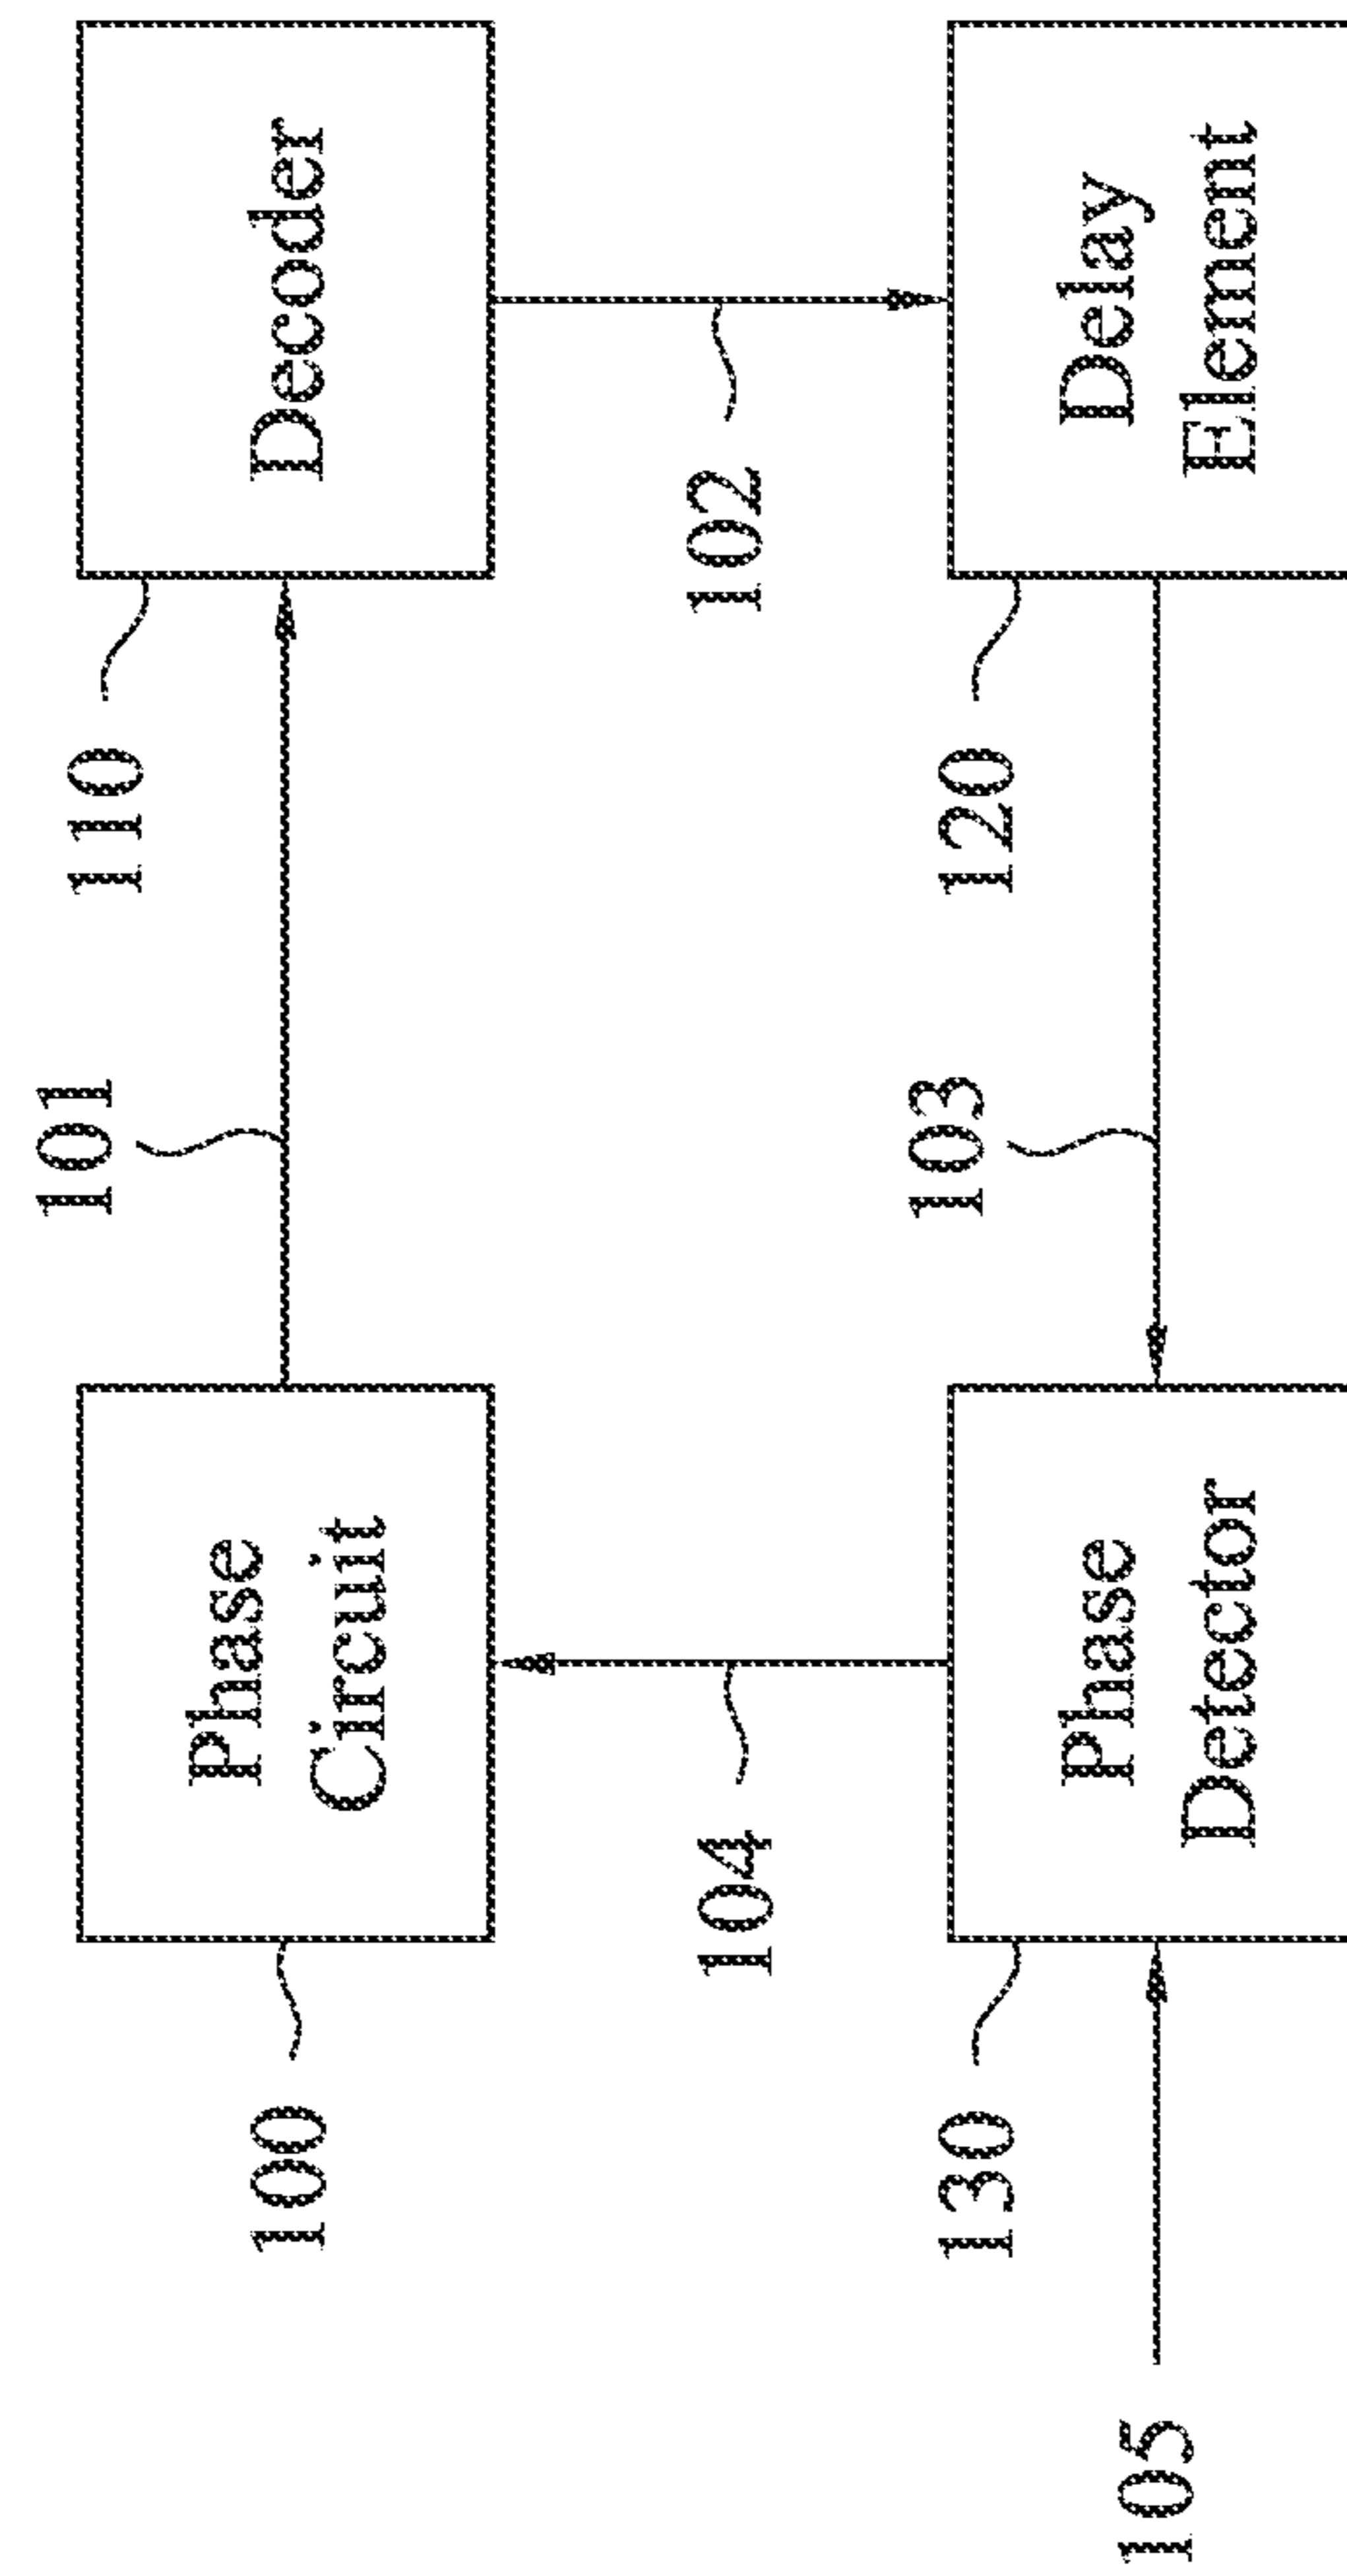 101
110
100
Phase
Circuit
Decoder
104
102
103
130
120
105
Phase
Detector
Delay
Element